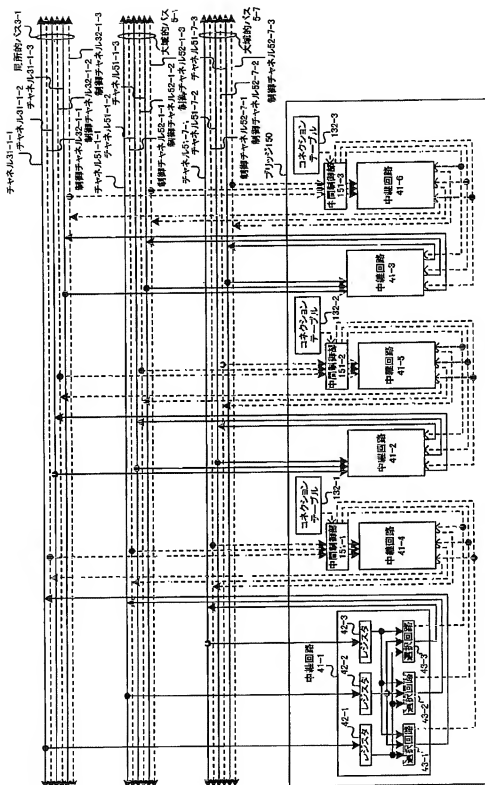 チャネル31-1-1
チャネル31-1-2
チャネル31-1-3
局所的バス3-1
制御チャネル32-1-1
制御チャネル32-1-2
制御チャネル32-1-3
チャネル51-1-1
チャネル51-1-2
チャネル51-1-3
大域的バス
5-1
制御チャネル52-1-1
制御チャネル52-1-2
制御チャネル52-1-3
チャネル51-7-1
チャネル51-7-2
チャネル51-7-3
大域的バス
5-7
制御チャネル52-7-1
制御チャネル52-7-2
制御チャネル52-7-3
ブリッジ150
中継回路
41-1
42-1
42-2
42-3
レジスタ
レジスタ
レジスタ
選択回路
選択回路
選択回路
43-1
43-2
43-3
132-1
コネクション
テーブル
中間制御部
151-1
中継回路
41-4
中継回路
41-2
132-2
コネクション
テーブル
中間制御部
151-2
中継回路
41-5
中継回路
41-3
132-3
コネクション
テーブル
中間制御部
151-3
中継回路
41-6